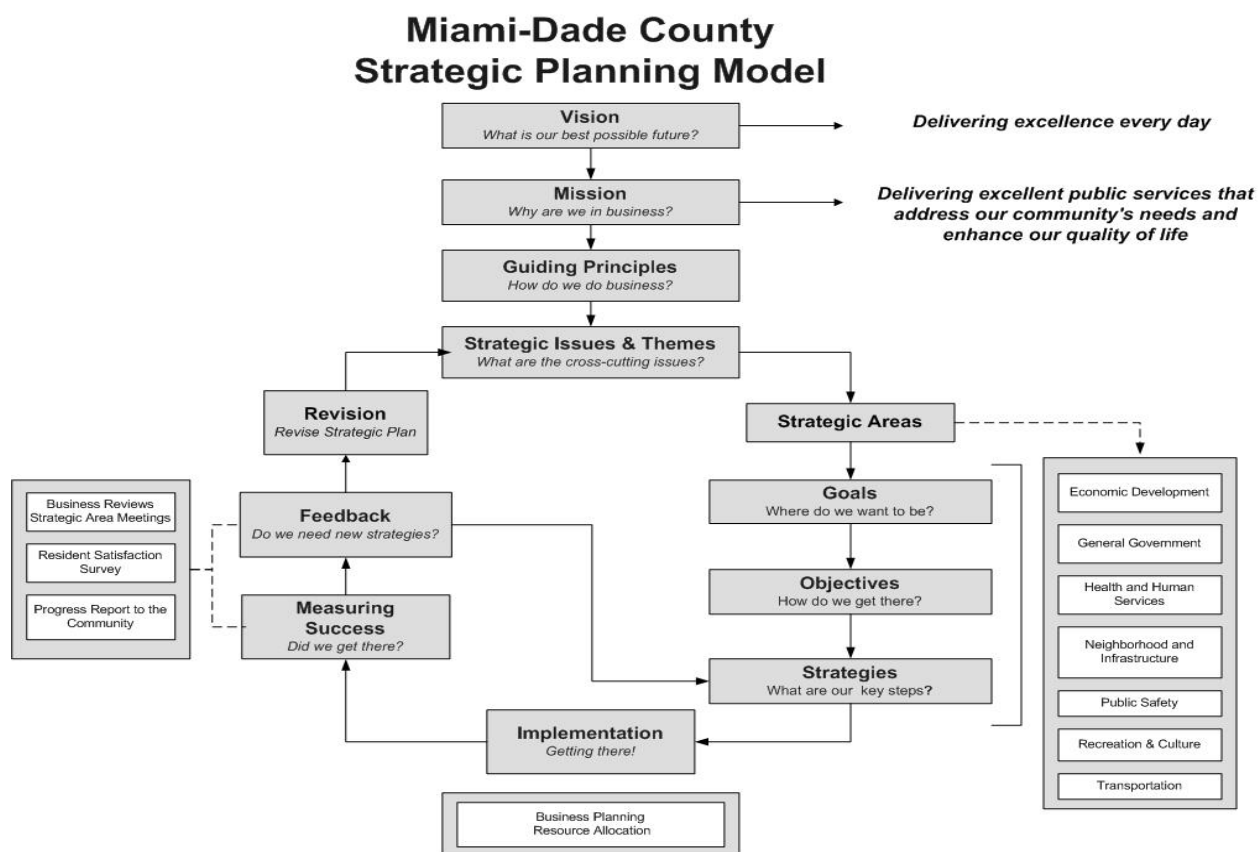 Miami-Dade County
Strategic Planning Model
Vision
What is our best possible future?
Delivering excellence every day
Mission
Why are we in business?
Delivering excellent public services that
address our community's needs and
enhance our quality of life
Guiding Principles
How do we do business?
Strategic Issues & Themes
What are the cross-cutting issues?
Revision
Revise Strategic Plan
Strategic Areas
Business Reviews
Strategic Area Meetings
Resident Satisfaction
Survey
Progress Report to the
Community
Feedback
Do we need new strategies?
Measuring
Success
Did we get there?
Goals
Where do we want to be?
Objectives
How do we get there?
Strategies
What are our key steps?
Economic Development
General Government
Health and Human
Services
Neighborhood and
Infrastructure
Public Safety
Recreation & Culture
Transportation
Implementation
Getting there!
Business Planning
Resource Allocation